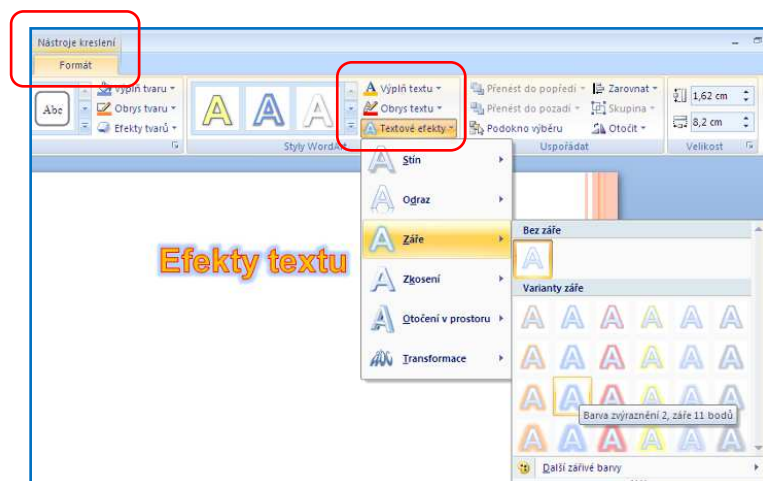 Nástroje kreslení
Formát
Abc
Výplň tvaru
Obrys tvaru
Efekty tvarů
A A A
Styly WordArt
Výplň textu
Obrys textu
Textové efekty
Přenést do popředí
Přenést do pozadí
Podokno výběru
Zarovnat
Skupina
Otočit
Uspořádat
1,62 cm
8,2 cm
Velikost
Stín
Odraz
Záře
Zkosení
Otočení v prostoru
Transformace
Efekty textu
Bez záře
Varianty záře
Barva zvýraznění 2, záře 11 bodů
Další zářivé barvy